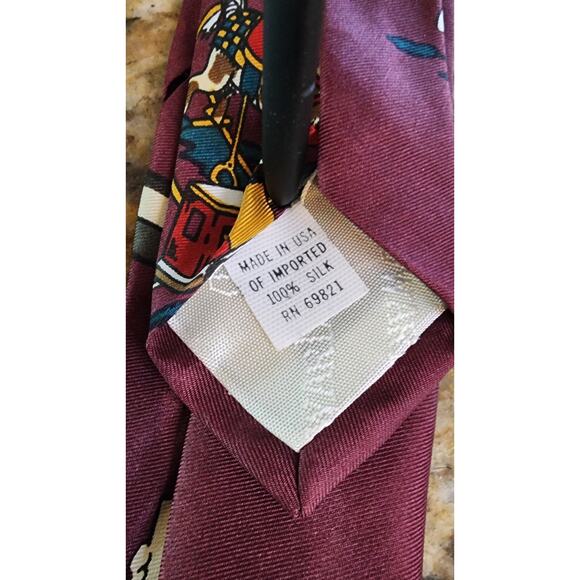 MADE IN USA
OF IMPORTED
100% SILK
RN 69821